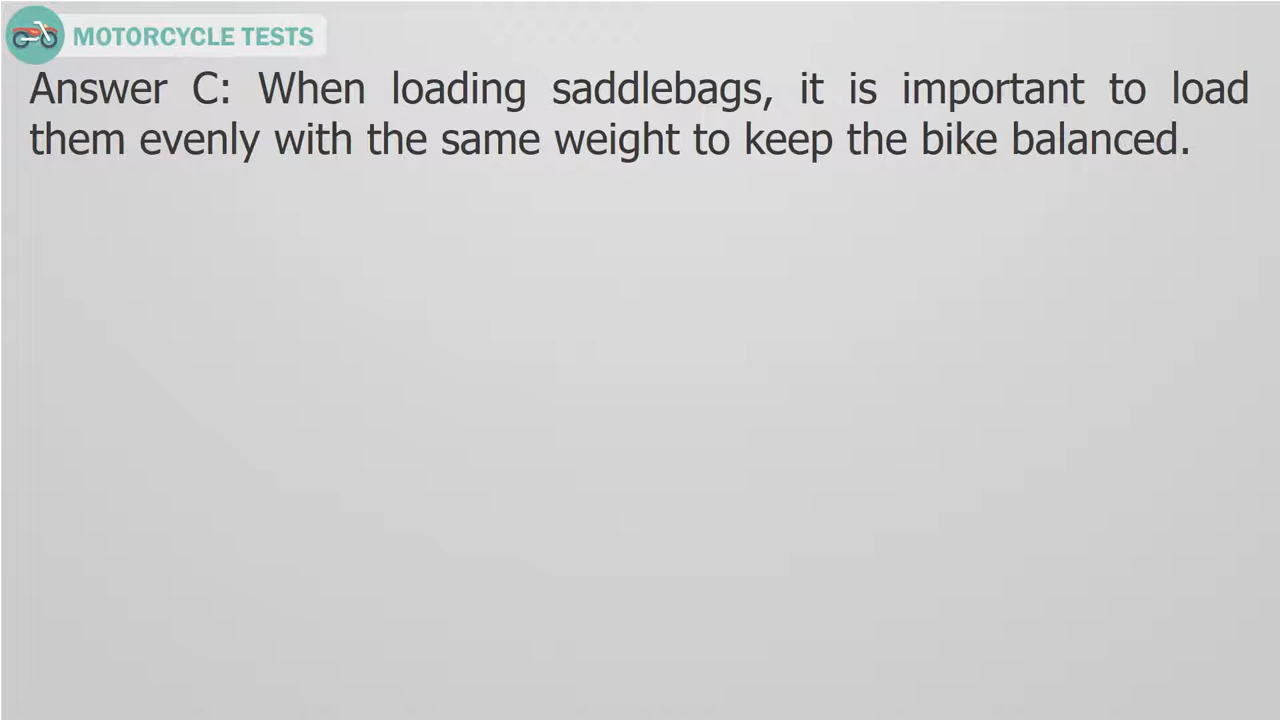 MOTORCYCLE TESTS
Answer C: When loading saddlebags, it is important to load
them evenly with the same weight to keep the bike balanced.